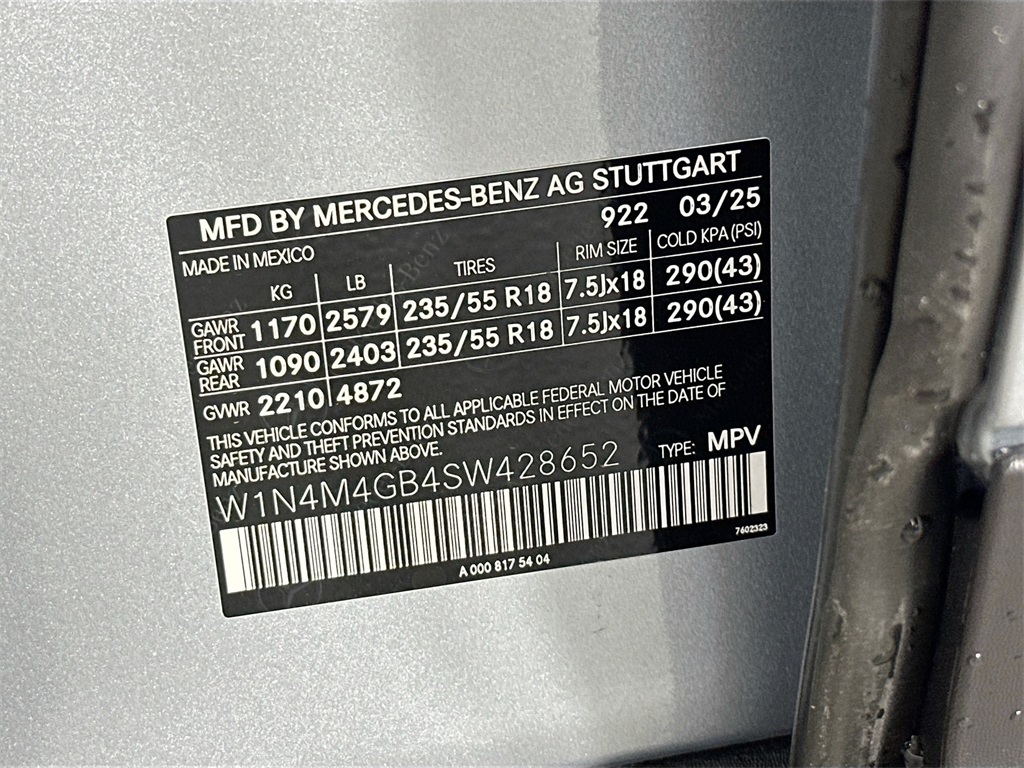 MFD BY MERCEDES-BENZ AG STUTTGART
MADE IN MEXICO 922 03/25
KG LB TIRES RIM SIZE COLD KPA (PSI)
GAWR FRONT 1170 2579 235/55 R18 7.5Jx18 290(43)
GAWR REAR 1090 2403 235/55 R18 7.5Jx18 290(43)
GVWR 2210 4872
THIS VEHICLE CONFORMS TO ALL APPLICABLE FEDERAL MOTOR VEHICLE
SAFETY AND THEFT PREVENTION STANDARDS IN EFFECT ON THE DATE OF
MANUFACTURE SHOWN ABOVE.
W1N4M4GB4SW428652 TYPE: MPV
7602323
A 000 817 54 04